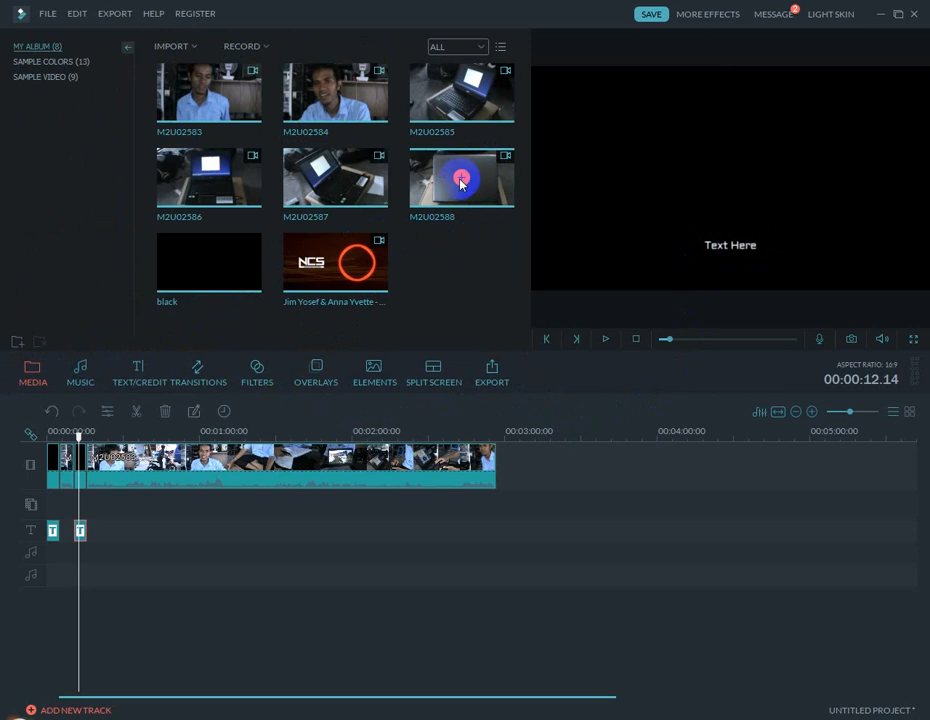 FILE EDIT EXPORT HELP REGISTER
SAVE MORE EFFECTS MESSAGE 2 LIGHT SKIN
MY ALBUM (8)
SAMPLE COLORS (13)
SAMPLE VIDEO (9)
IMPORT RECORD ALL
M2U02583 M2U02584 M2U02585
M2U02586 M2U02587 M2U02588
NCS
black Jim Yosef & Anna Yvette - ...
Text Here
MEDIA MUSIC TEXT/CREDIT TRANSITIONS FILTERS OVERLAYS ELEMENTS SPLIT SCREEN EXPORT
ASPECT RATIO: 16:9
00:00:12.14
00:00:00:00 00:01:00:00 00:02:00:00 00:03:00:00 00:04:00:00 00:05:00:00
T T
T
ADD NEW TRACK
UNTITLED PROJECT *